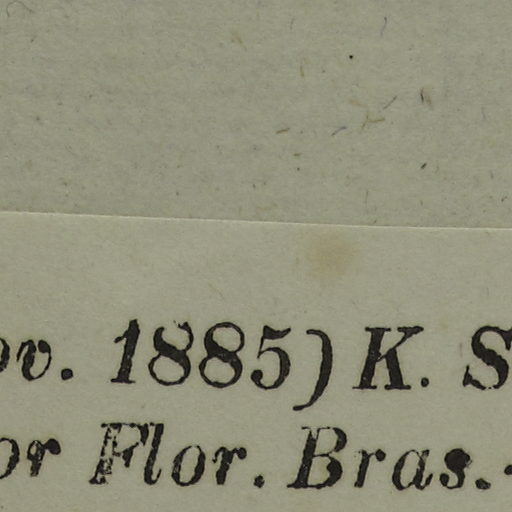 ov. 1885) K. S
or Flor. Bras.-